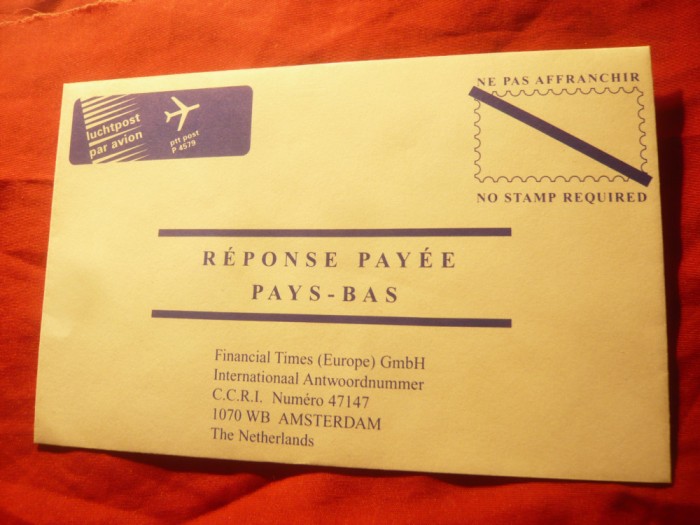 luchtpost
par avion
ptt post
P 4579
NE PAS AFFRANCHIR
NO STAMP REQUIRED
RÉPONSE PAYÉE
PAYS-BAS
Financial Times (Europe) GmbH
Internationaal Antwoordnummer
C.C.R.I. Numéro 47147
1070 WB AMSTERDAM
The Netherlands